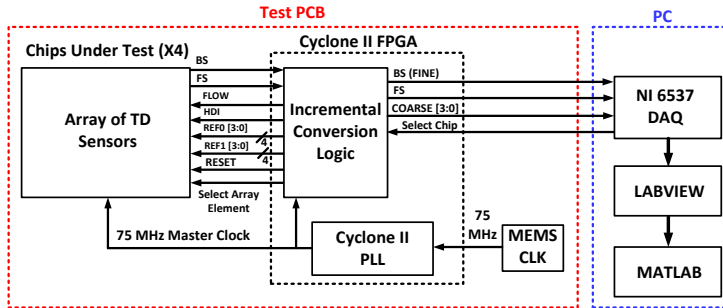 Test PCB
PC
Chips Under Test (X4)
Cyclone II FPGA
Array of TD
Sensors
BS
FS
FLOW
HDI
REF0 [3:0]
4
REF1 [3:0]
4
RESET
Select Array
Element
Incremental
Conversion
Logic
BS (FINE)
FS
COARSE [3:0]
Select Chip
NI 6537
DAQ
LABVIEW
MATLAB
75 MHz Master Clock
Cyclone II
PLL
75
MHz
MEMS
CLK